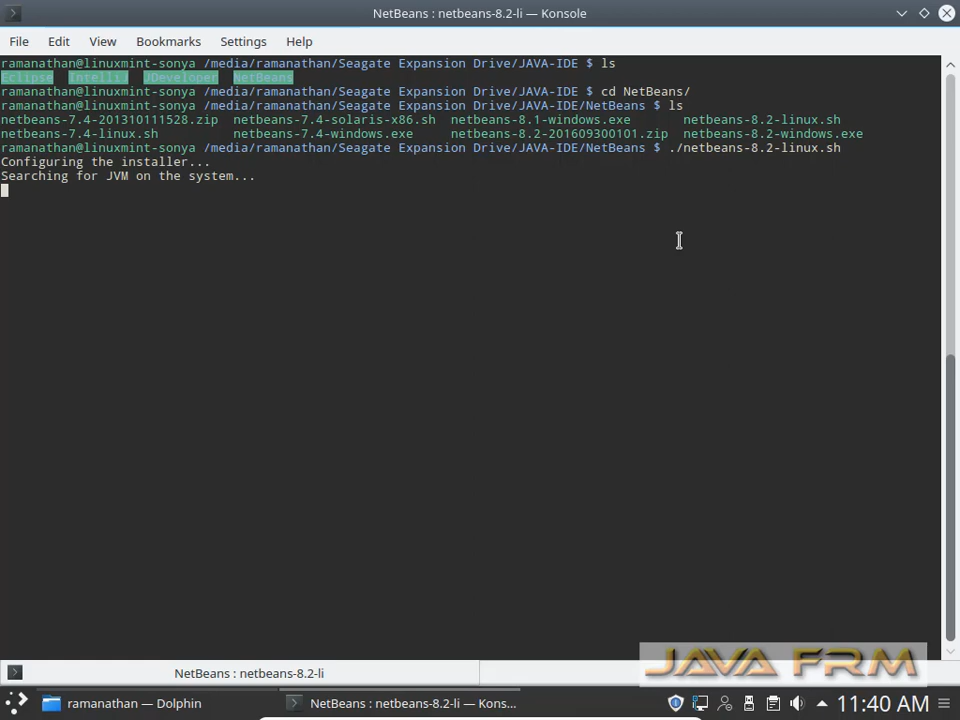 NetBeans : netbeans-8.2-li — Konsole
File Edit View Bookmarks Settings Help
ramanathan@linuxmint-sonya /media/ramanathan/Seagate Expansion Drive/JAVA-IDE $ ls
Eclipse IntelliJ JDeveloper NetBeans
ramanathan@linuxmint-sonya /media/ramanathan/Seagate Expansion Drive/JAVA-IDE $ cd NetBeans/
ramanathan@linuxmint-sonya /media/ramanathan/Seagate Expansion Drive/JAVA-IDE/NetBeans $ ls
netbeans-7.4-201310111528.zip netbeans-7.4-solaris-x86.sh netbeans-8.1-windows.exe netbeans-8.2-linux.sh
netbeans-7.4-linux.sh netbeans-7.4-windows.exe netbeans-8.2-201609300101.zip netbeans-8.2-windows.exe
ramanathan@linuxmint-sonya /media/ramanathan/Seagate Expansion Drive/JAVA-IDE/NetBeans $ ./netbeans-8.2-linux.sh
Configuring the installer...
Searching for JVM on the system...
NetBeans : netbeans-8.2-li
JAVA FRM
ramanathan — Dolphin
NetBeans : netbeans-8.2-li — Kons...
11:40 AM